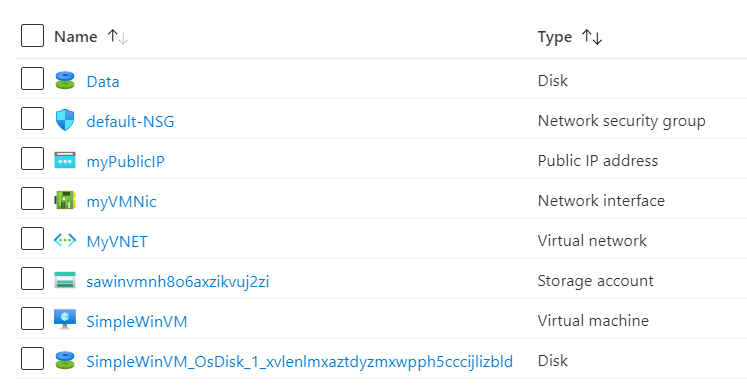 Name ↑↓ Type ↑↓
Data Disk
default-NSG Network security group
myPublicIP Public IP address
myVMNic Network interface
MyVNET Virtual network
sawinvmnh8o6axzikvuj2zi Storage account
SimpleWinVM Virtual machine
SimpleWinVM_OsDisk_1_xvlenlmxaztdyzmxwpph5cccijlizbld Disk